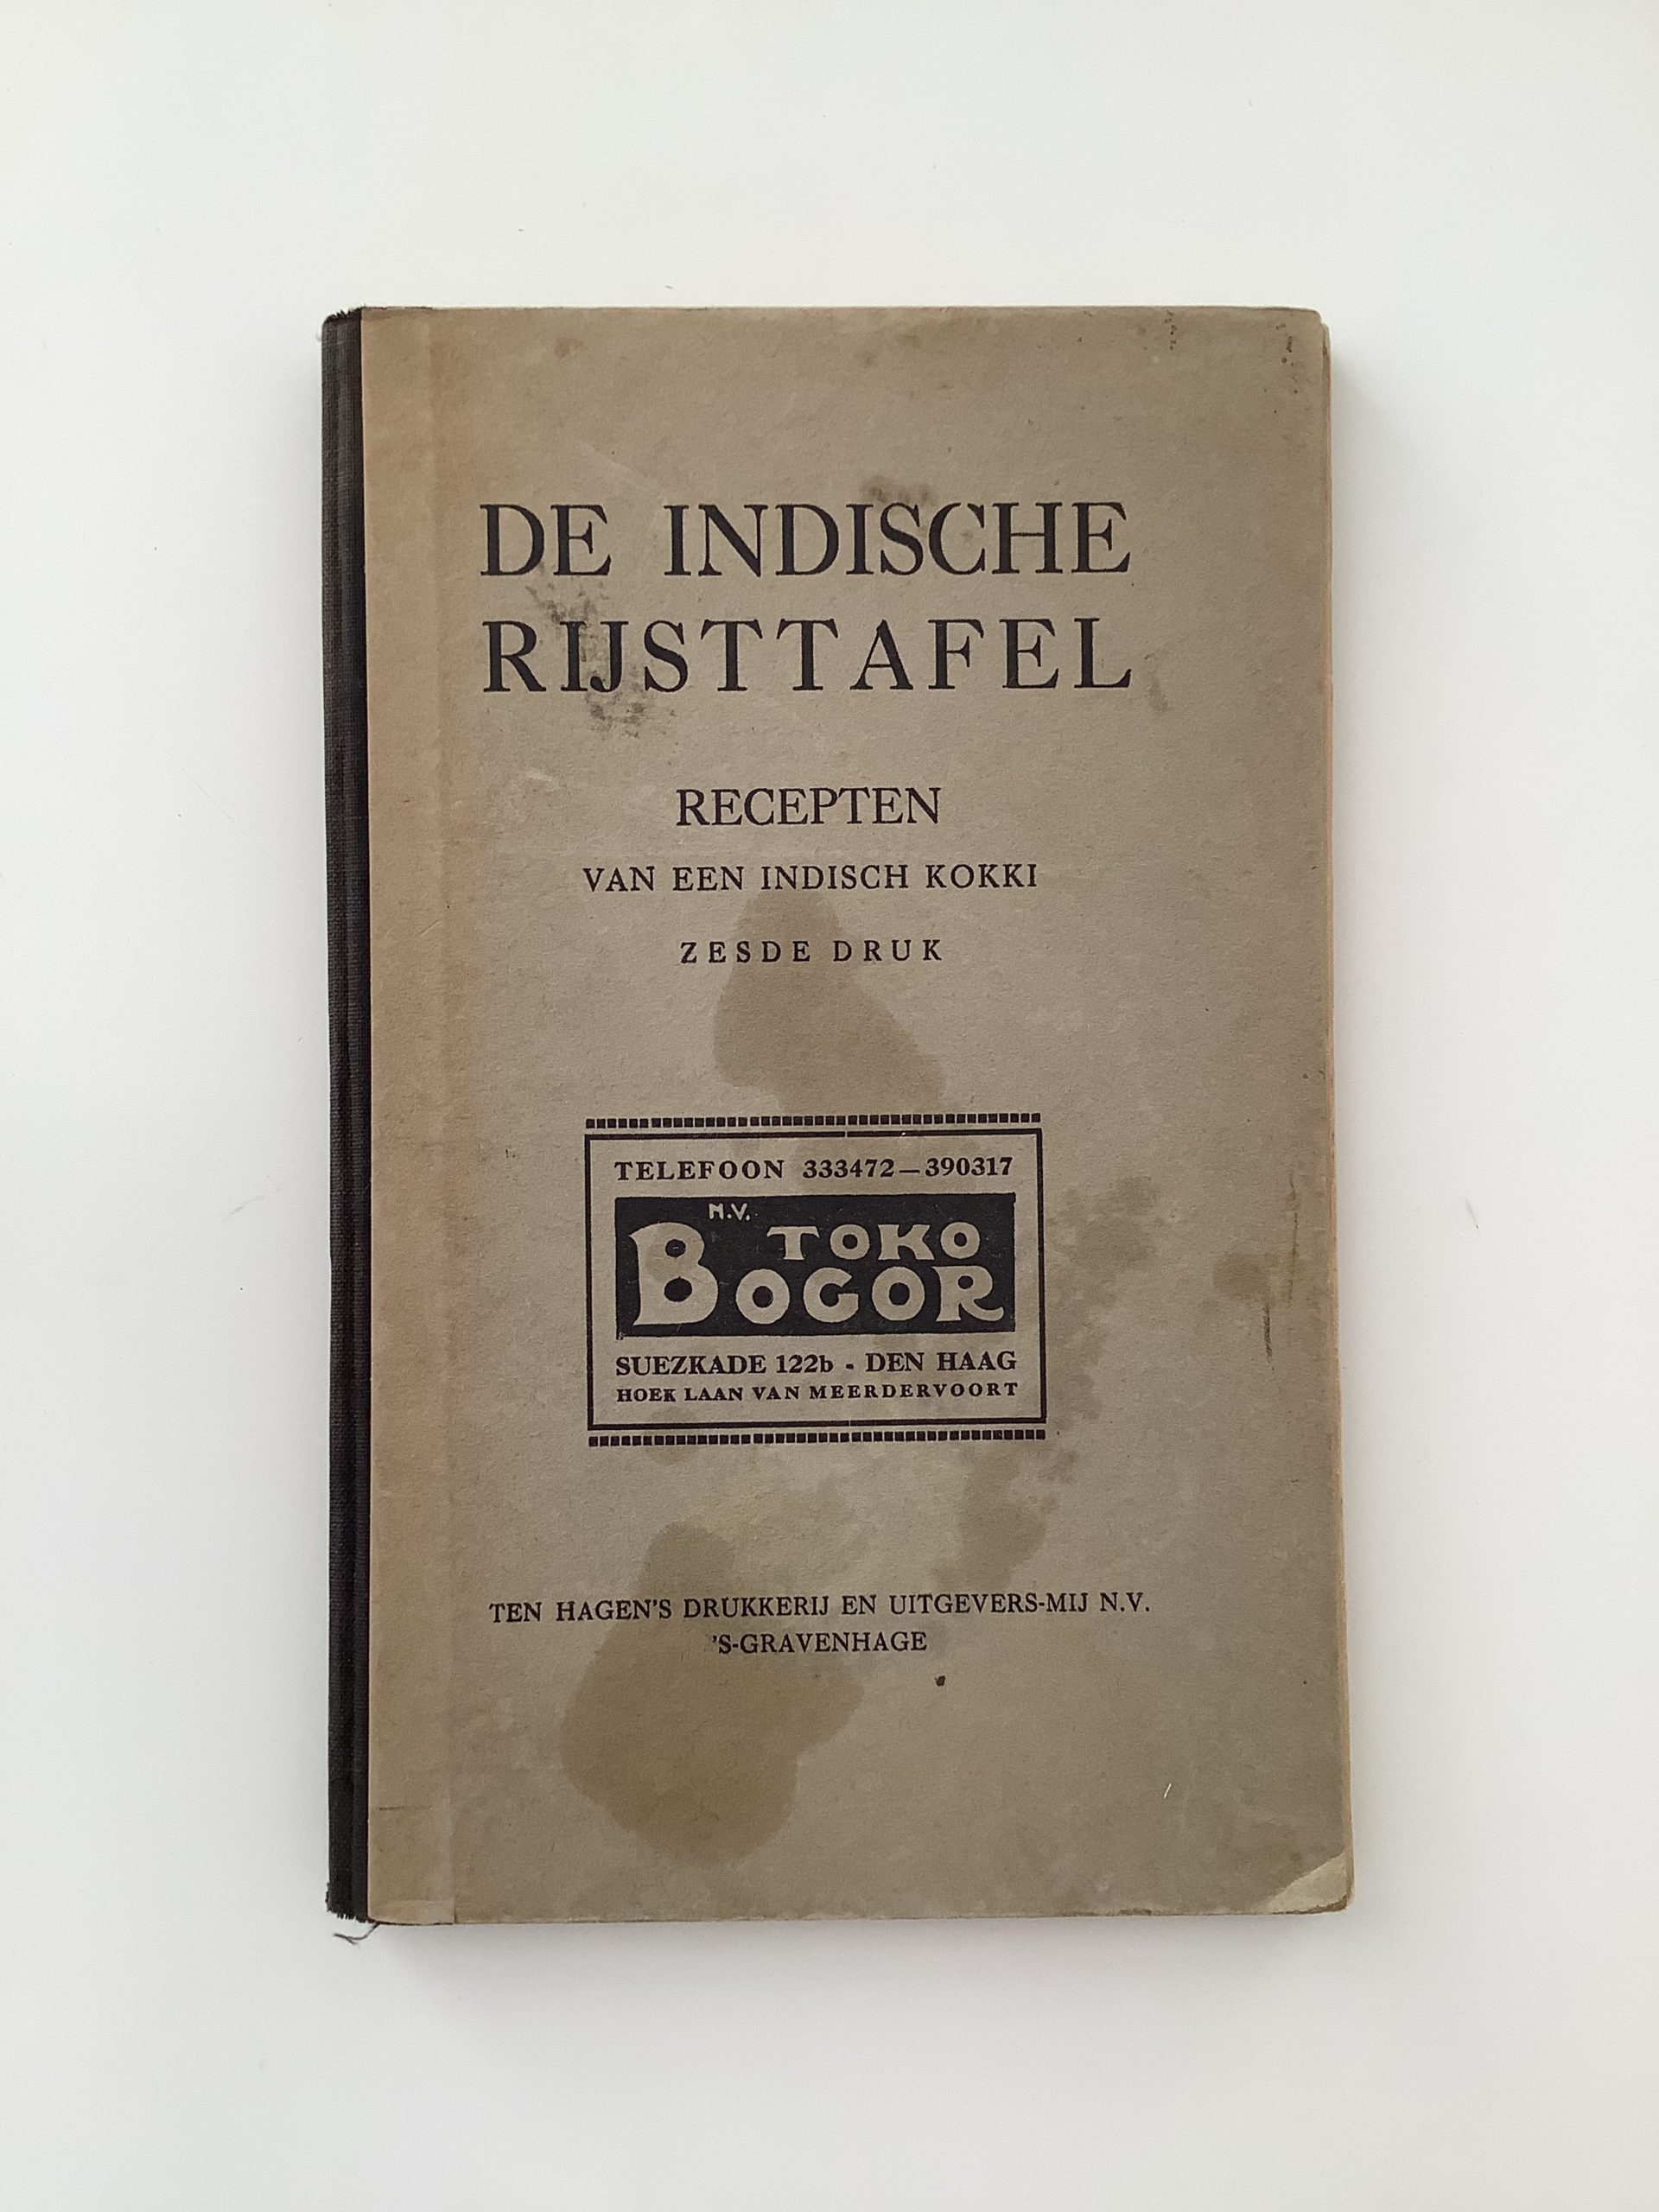 DE INDISCHE
RIJSTTAFEL
RECEPTEN
VAN EEN INDISCH KOKKI
ZESDE DRUK
TELEFOON 333472—390317
N.V.
TOKO
BOGOR
SUEZKADE 122b - DEN HAAG
HOEK LAAN VAN MEERDERVOORT
TEN HAGEN'S DRUKKERIJ EN UITGEVERS-MIJ N.V.
'S-GRAVENHAGE